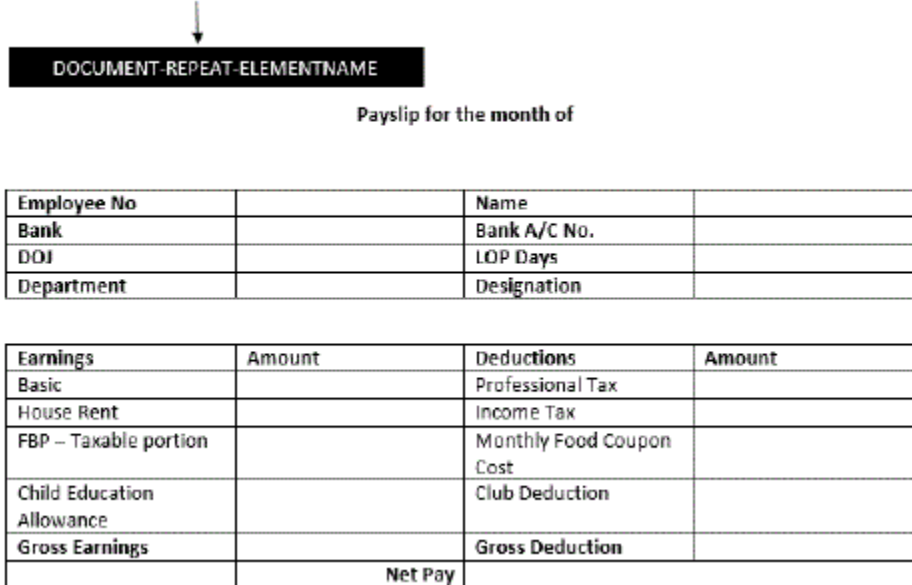 DOCUMENT-REPEAT-ELEMENTNAME
Payslip for the month of
Employee No Name
Bank Bank A/C No.
DOJ LOP Days
Department Designation
Earnings Amount Deductions Amount
Basic Professional Tax
House Rent Income Tax
FBP – Taxable portion Monthly Food Coupon
Cost
Child Education Club Deduction
Allowance
Gross Earnings Gross Deduction
Net Pay